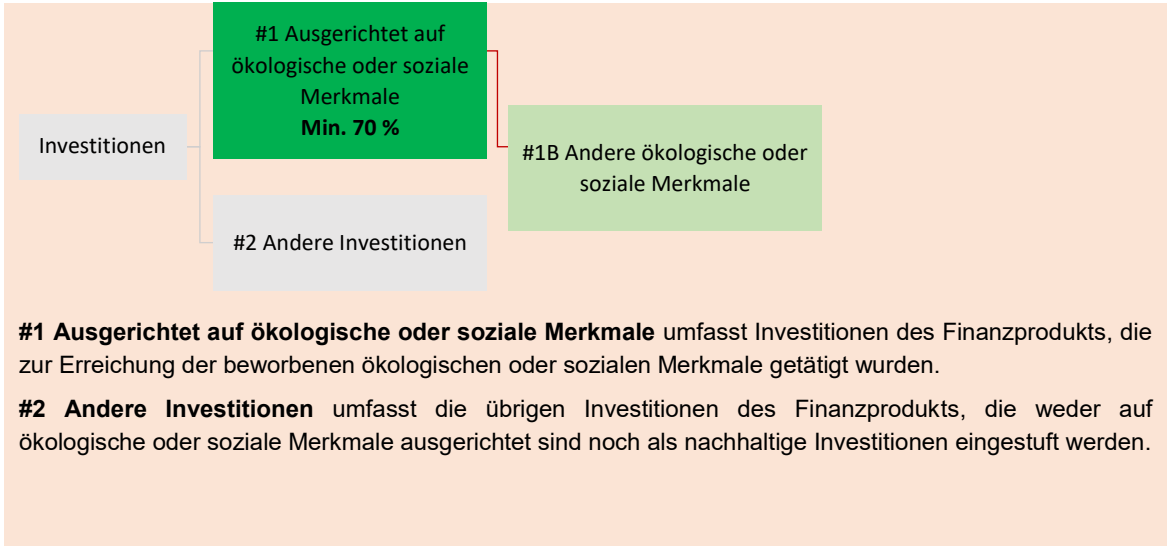 #1 Ausgerichtet auf
ökologische oder soziale
Merkmale
Min. 70 %
Investitionen
#1B Andere ökologische oder
soziale Merkmale
#2 Andere Investitionen
#1 Ausgerichtet auf ökologische oder soziale Merkmale umfasst Investitionen des Finanzprodukts, die
zur Erreichung der beworbenen ökologischen oder sozialen Merkmale getätigt wurden.
#2 Andere Investitionen umfasst die übrigen Investitionen des Finanzprodukts, die weder auf
ökologische oder soziale Merkmale ausgerichtet sind noch als nachhaltige Investitionen eingestuft werden.